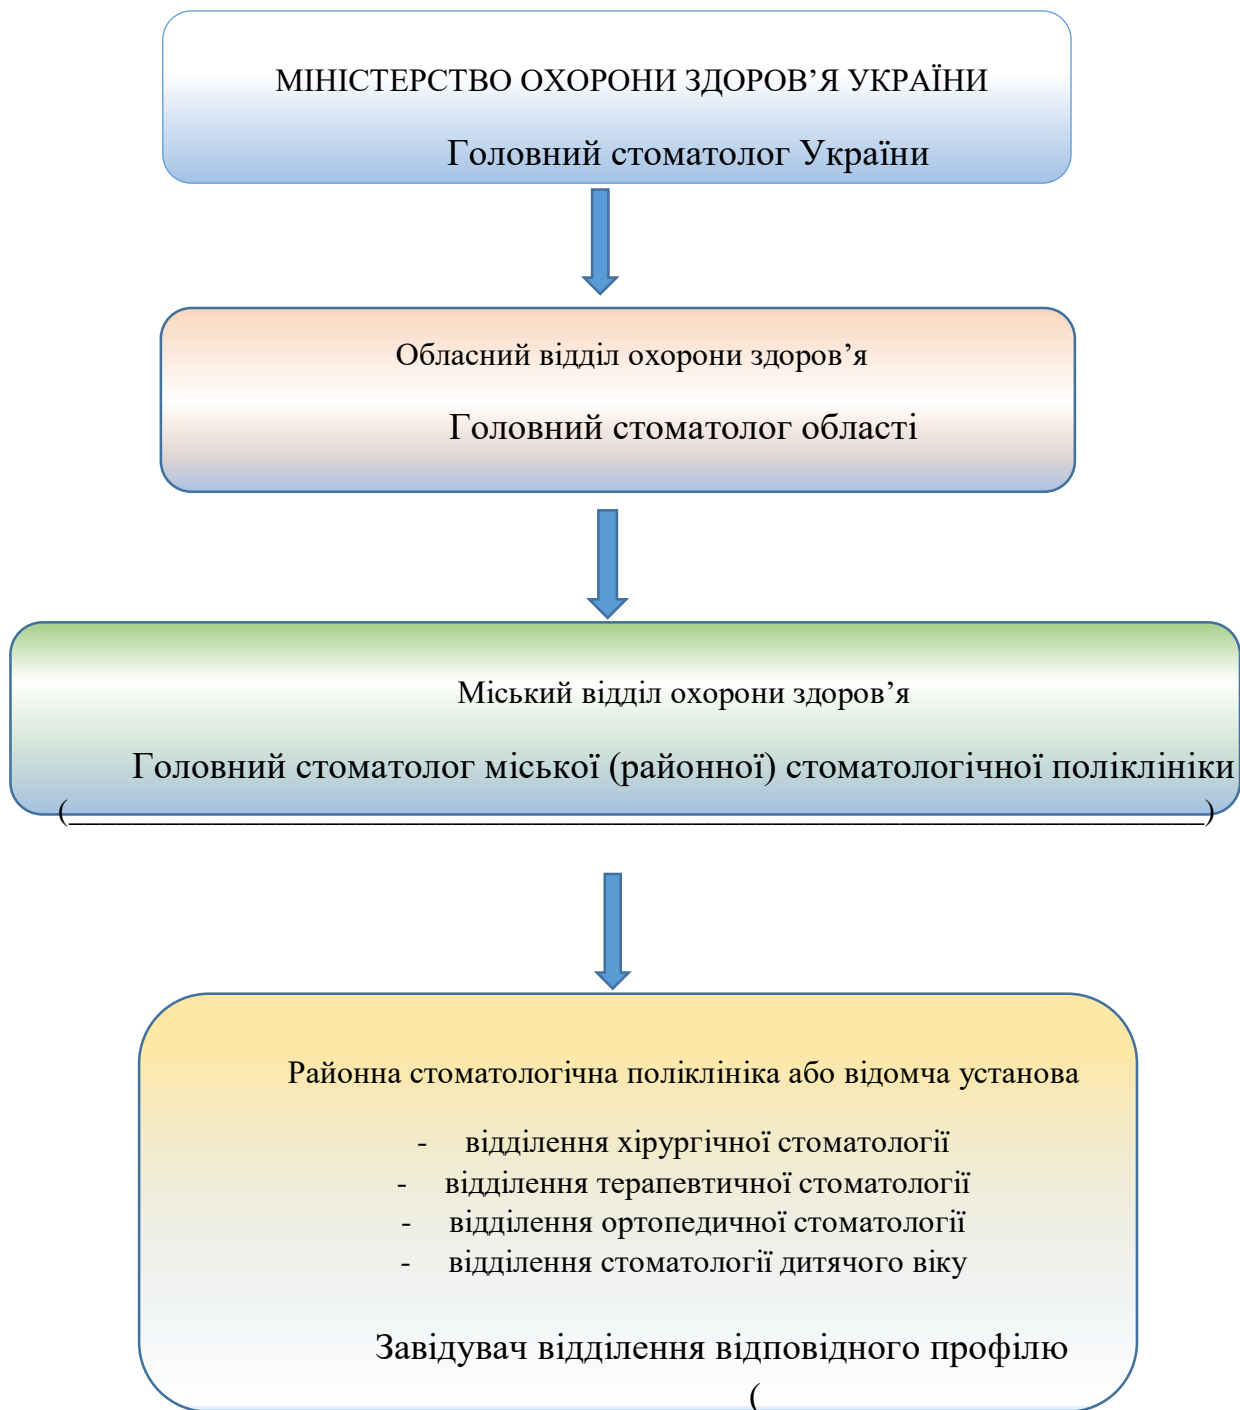 МІНІСТЕРСТВО ОХОРОНИ ЗДОРОВ’Я УКРАЇНИ
Головний стоматолог України
Обласний відділ охорони здоров’я
Головний стоматолог області
Міський відділ охорони здоров’я
Головний стоматолог міської (районної) стоматологічної поліклініки
(_______________________________________________________________________)
Районна стоматологічна поліклініка або відомча установа
- відділення хірургічної стоматології
- відділення терапевтичної стоматології
- відділення ортопедичної стоматології
- відділення стоматології дитячого віку
Завідувач відділення відповідного профілю
(